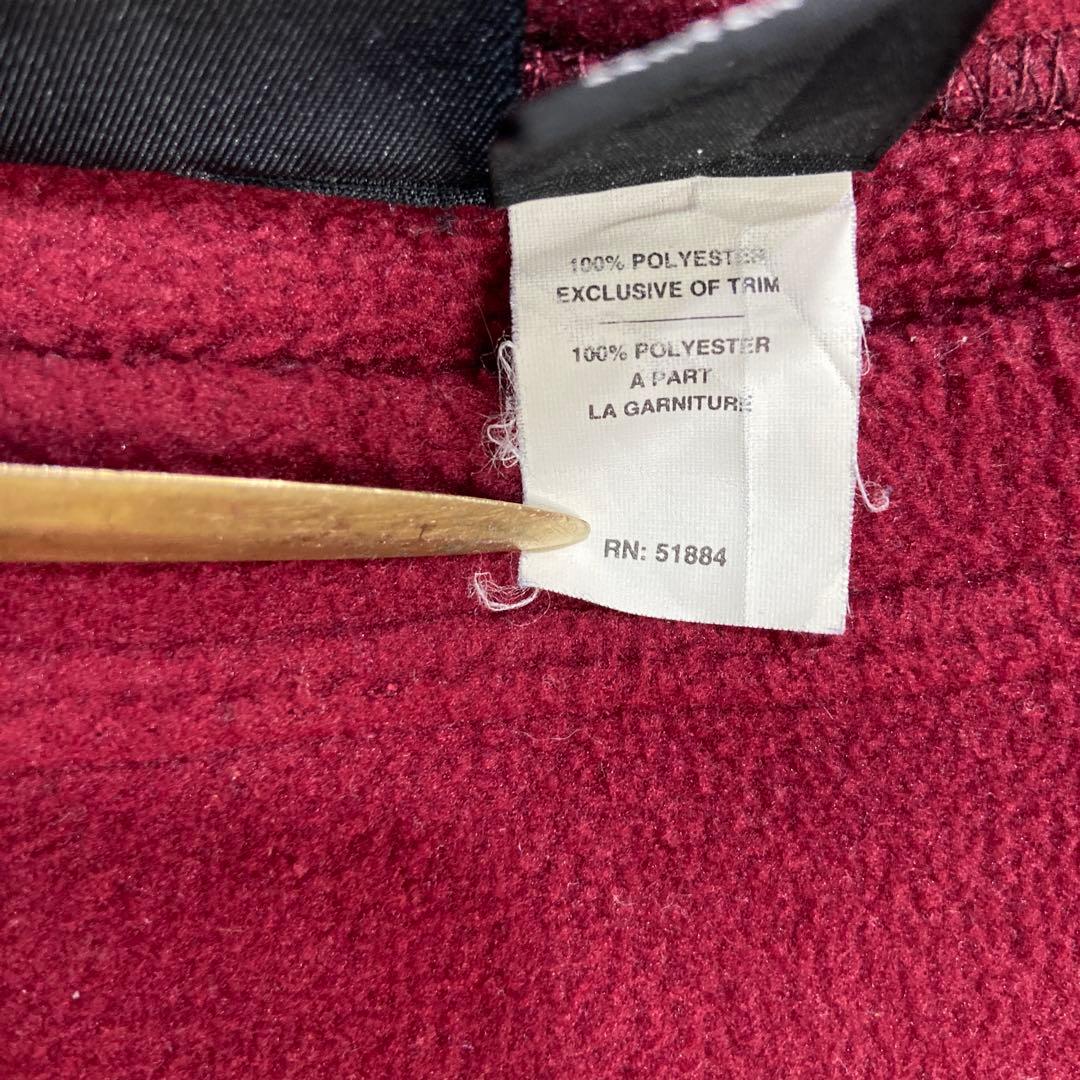 100% POLYESTER
EXCLUSIVE OF TRIM
100% POLYESTER
A PART
LA GARNITURE
RN: 51884